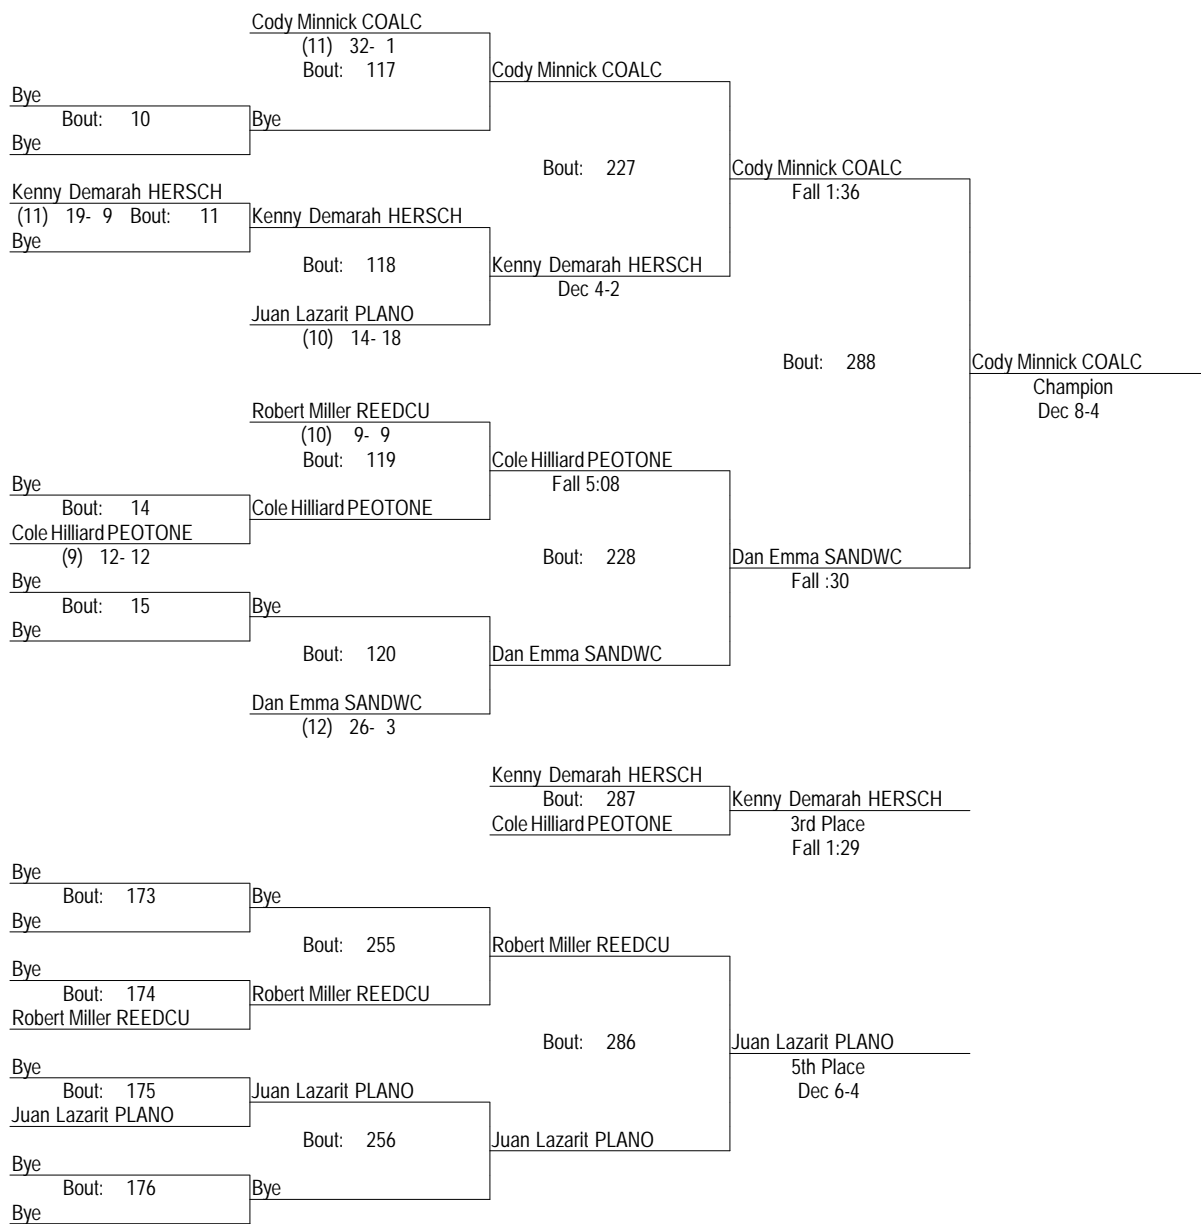 Cody Minnick COALC
(11) 32- 1
Bout: 117
Cody Minnick COALC
Bye
Bout: 10
Bye
Bye
Bout: 227
Cody Minnick COALC
Fall 1:36
Kenny Demarah HERSCH
(11) 19- 9 Bout: 11
Kenny Demarah HERSCH
Bye
Bout: 118
Kenny Demarah HERSCH
Dec 4-2
Juan Lazarit PLANO
(10) 14- 18
Bout: 288
Cody Minnick COALC
Champion
Dec 8-4
Robert Miller REEDCU
(10) 9- 9
Bout: 119
Cole Hilliard PEOTONE
Fall 5:08
Bye
Bout: 14
Cole Hilliard PEOTONE
Cole Hilliard PEOTONE
(9) 12- 12
Bout: 228
Dan Emma SANDWC
Fall :30
Bye
Bout: 15
Bye
Bye
Bout: 120
Dan Emma SANDWC
Dan Emma SANDWC
(12) 26- 3
Kenny Demarah HERSCH
Bout: 287
Kenny Demarah HERSCH
Cole Hilliard PEOTONE
3rd Place
Fall 1:29
Bye
Bout: 173
Bye
Bye
Bout: 255
Robert Miller REEDCU
Bye
Bout: 174
Robert Miller REEDCU
Robert Miller REEDCU
Bout: 286
Juan Lazarit PLANO
5th Place
Dec 6-4
Bye
Bout: 175
Juan Lazarit PLANO
Juan Lazarit PLANO
Bout: 256
Juan Lazarit PLANO
Bye
Bout: 176
Bye
Bye